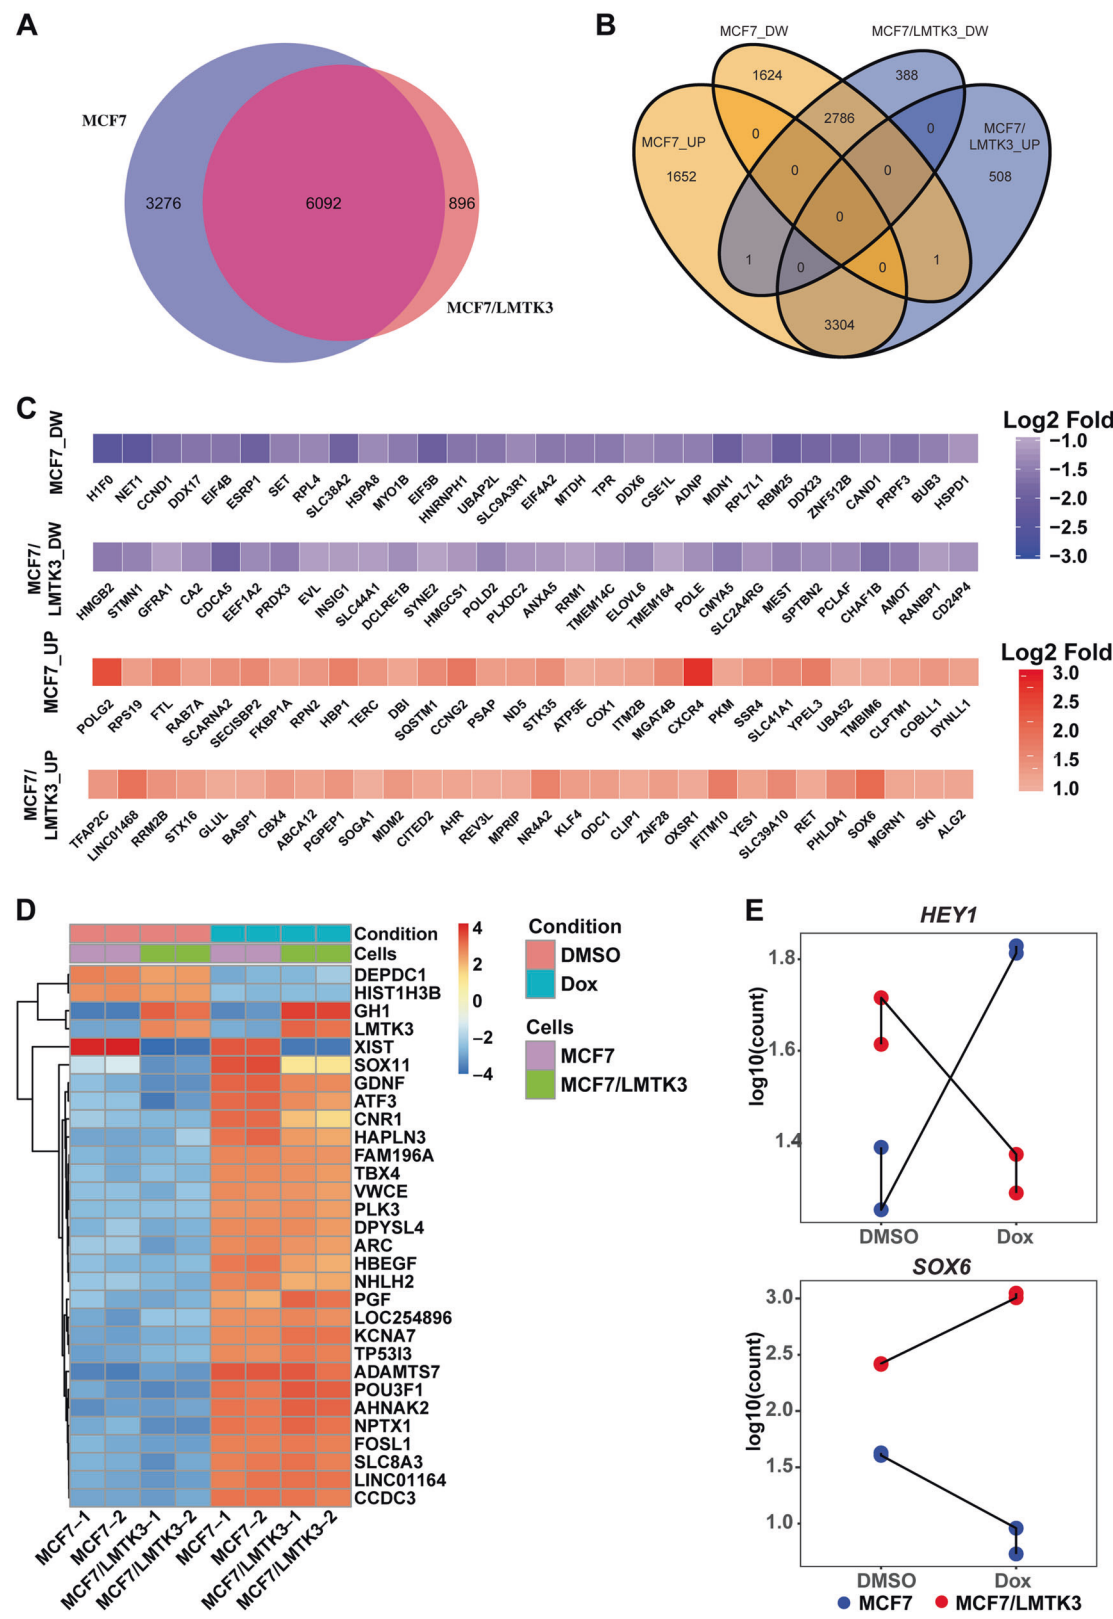 A
MCF7
3276
6092
896
MCF7/LMTK3
B
MCF7_DW
MCF7/LMTK3_DW
1624
388
MCF7_UP
0
2786
0
MCF7/
LMTK3_UP
1652
0
0
508
0
1
0
0
1
3304
C
MCF7_DW
H1F0 NET1 CCND1 DDX17 EIF4B ESRP1 SET RPL4 SLC38A2 HSPA8 MYO1B EIF5B HNRNPH1 UBAP2L SLC9A3R1 EIF4A2 MTDH TPR DDX6 CSE1L ADNP MDN1 RPL7L1 RBM25 DDX23 ZNF512B CAND1 PRPF3 BUB3 HSPD1
Log2 Fold
−1.0
−1.5
−2.0
−2.5
−3.0
MCF7/
LMTK3_DW
HMGB2 STMN1 GFRA1 CA2 CDCA5 EEF1A2 PRDX3 EVL INSIG1 SLC44A1 DCLRE1B SYNE2 HMGCS1 POLD2 PLXDC2 ANXA5 RRM1 TMEM14C ELOVL6 TMEM164 POLE CMYA5 SLC2A4RG MEST SPTBN2 PCLAF CHAF1B AMOT RANBP1 CD24P4
MCF7_UP
POLG2 RPS19 FTL RAB7A SCARNA2 SECISBP2 FKBP1A RPN2 HBP1 TERC DBI SQSTM1 CCNG2 PSAP ND5 STK35 ATP5E COX1 ITM2B MGAT4B CXCR4 PKM SSR4 SLC41A1 YPEL3 UBA52 TMBIM6 CLPTM1 COBLL1 DYNLL1
Log2 Fold
3.0
2.5
2.0
1.5
1.0
MCF7/
LMTK3_UP
TFAP2C LINC01468 RRM2B STX16 GLUL BASP1 CBX4 ABCA12 PGPEP1 SOGA1 MDM2 CITED2 AHR REV3L MPRIP NR4A2 KLF4 ODC1 CLIP1 ZNF28 OXSR1 IFITM10 YES1 SLC39A10 RET PHLDA1 SOX6 MGRN1 SKI ALG2
D
Condition
Cells
DEPDC1
HIST1H3B
GH1
LMTK3
XIST
SOX11
GDNF
ATF3
CNR1
HAPLN3
FAM196A
TBX4
VWCE
PLK3
DPYSL4
ARC
HBEGF
NHLH2
PGF
LOC254896
KCNA7
TP53I3
ADAMTS7
POU3F1
AHNAK2
NPTX1
FOSL1
SLC8A3
LINC01164
CCDC3
MCF7−1 MCF7−2 MCF7/LMTK3−1 MCF7/LMTK3−2 MCF7−1 MCF7−2 MCF7/LMTK3−1 MCF7/LMTK3−2
4
2
0
−2
−4
Condition
DMSO
Dox
Cells
MCF7
MCF7/LMTK3
E
HEY1
log10(count)
1.8
1.6
1.4
DMSO Dox
SOX6
log10(count)
3.0
2.5
2.0
1.5
1.0
DMSO Dox
MCF7 MCF7/LMTK3